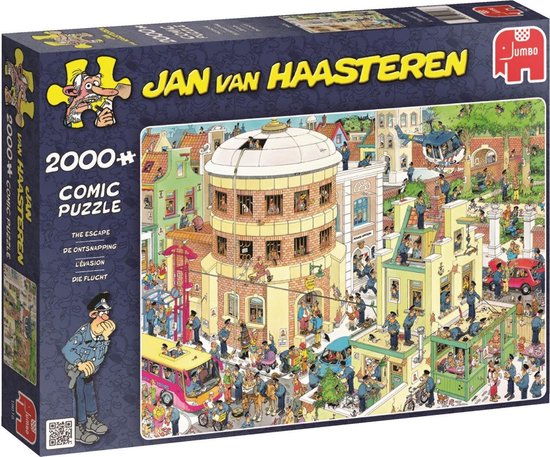 JAN VAN HAASTEREN
Jumbo
2000
COMIC
PUZZLE
THE ESCAPE
DE ONTSNAPPING
L'ÉVASION
DIE FLUCHT
JAN
VAN HAASTEREN
2000
COMIC PUZZLE